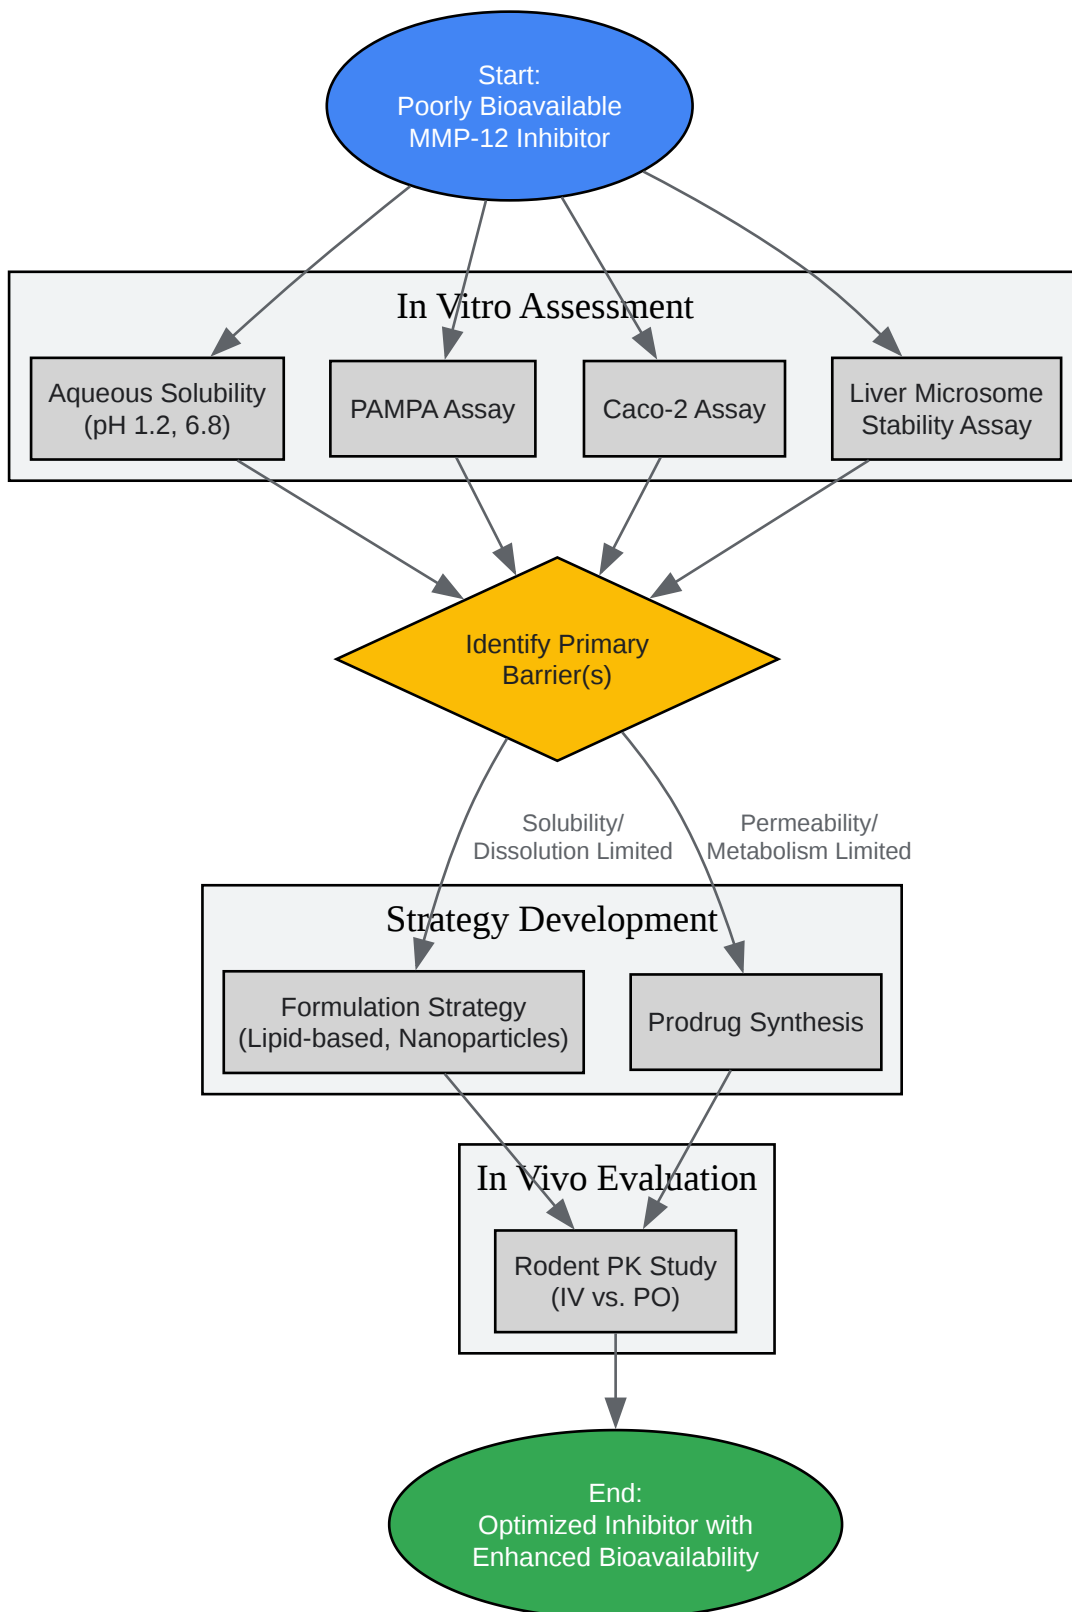 Start:
Poorly Bioavailable
MMP-12 Inhibitor
In Vitro Assessment
Aqueous Solubility
(pH 1.2, 6.8)
PAMPA Assay
Caco-2 Assay
Liver Microsome
Stability Assay
Identify Primary
Barrier(s)
Solubility/
Dissolution Limited
Permeability/
Metabolism Limited
Strategy Development
Formulation Strategy
(Lipid-based, Nanoparticles)
Prodrug Synthesis
In Vivo Evaluation
Rodent PK Study
(IV vs. PO)
End:
Optimized Inhibitor with
Enhanced Bioavailability